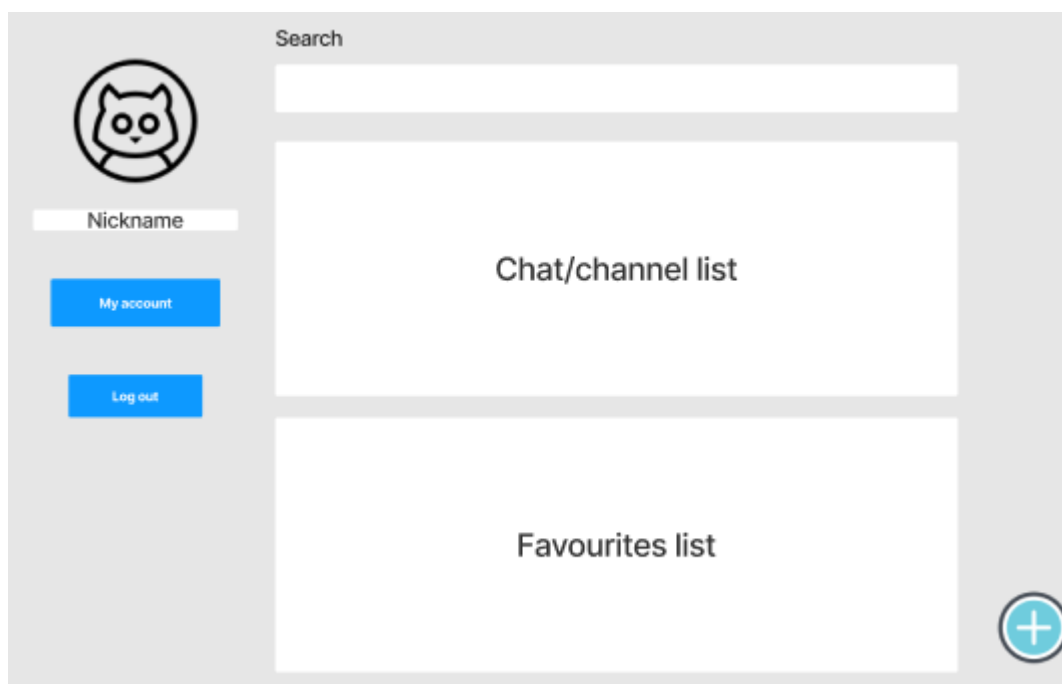 Search
Nickname
My account
Log out
Chat/channel list
Favourites list